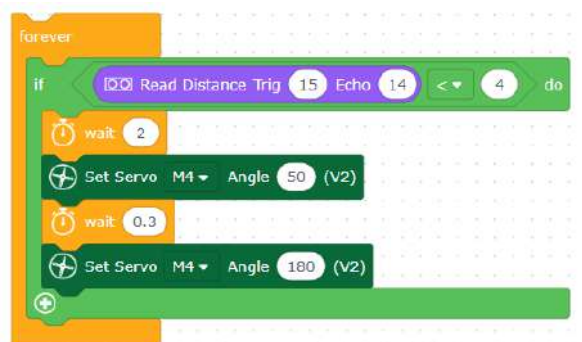 forever
if Read Distance Trig 15 Echo 14 < 4 do
wait 2
Set Servo M4 Angle 50 (V2)
wait 0.3
Set Servo M4 Angle 180 (V2)